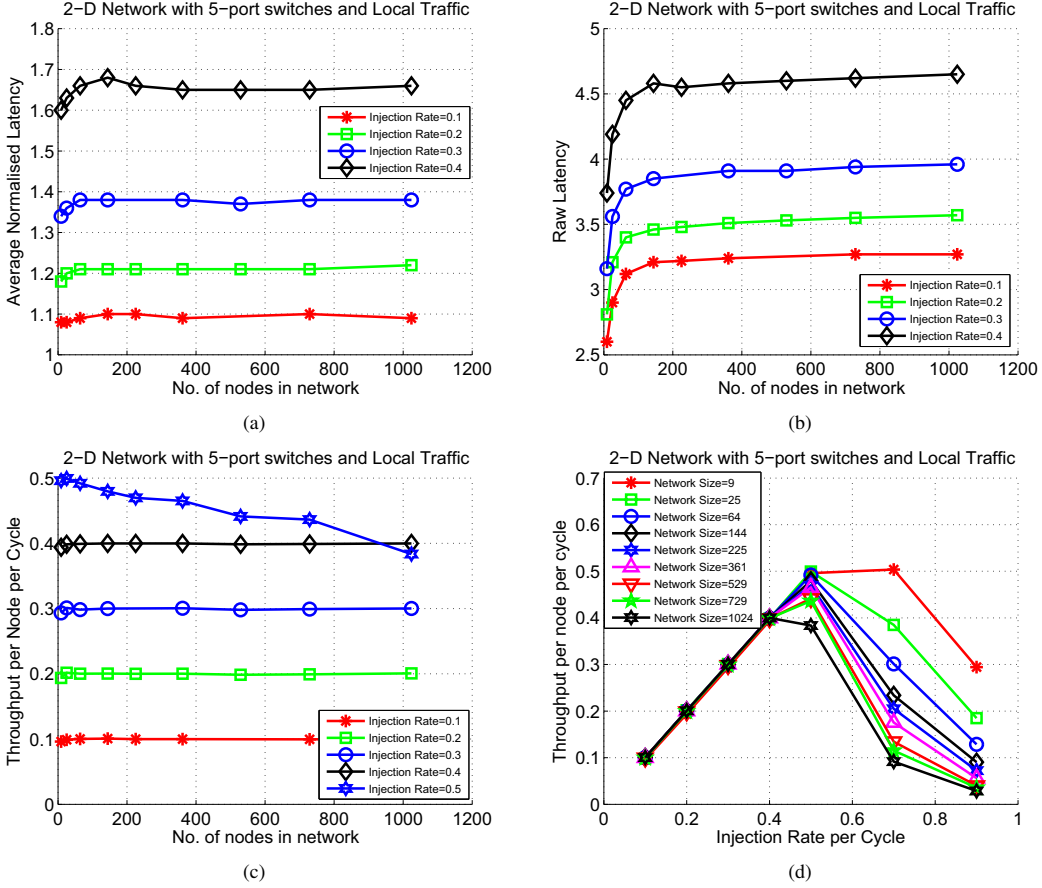 2-D Network with 5-port switches and Local Traffic
1.8
1.7
1.6
1.5
1.4
1.3
1.2
1.1
1
Average Normalised Latency
Injection Rate=0.1
Injection Rate=0.2
Injection Rate=0.3
Injection Rate=0.4
0 200 400 600 800 1000 1200
No. of nodes in network
(a)
2-D Network with 5-port switches and Local Traffic
5
4.5
4
3.5
3
2.5
Raw Latency
Injection Rate=0.1
Injection Rate=0.2
Injection Rate=0.3
Injection Rate=0.4
0 200 400 600 800 1000 1200
No. of nodes in network
(b)
2-D Network with 5-port switches and Local Traffic
0.5
0.4
0.3
0.2
0.1
0
Throughput per Node per Cycle
Injection Rate=0.1
Injection Rate=0.2
Injection Rate=0.3
Injection Rate=0.4
Injection Rate=0.5
0 200 400 600 800 1000 1200
No. of nodes in network
(c)
2-D Network with 5-port switches and Local Traffic
0.7
0.6
0.5
0.4
0.3
0.2
0.1
0
Throughput per node per cycle
Network Size=9
Network Size=25
Network Size=64
Network Size=144
Network Size=225
Network Size=361
Network Size=529
Network Size=729
Network Size=1024
0 0.2 0.4 0.6 0.8 1
Injection Rate per Cycle
(d)